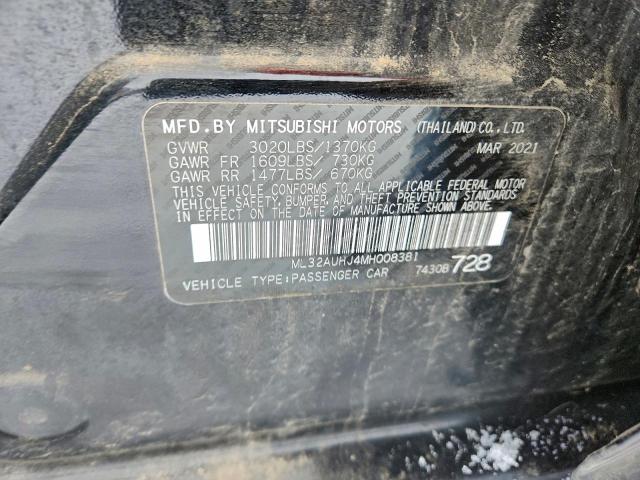 MFD.BY MITSUBISHI MOTORS (THAILAND) CO., LTD.
GVWR 3020LBS/1370KG MAR 2021
GAWR FR 1609LBS/ 730KG
GAWR RR 1477LBS/ 670KG
THIS VEHICLE CONFORMS TO ALL APPLICABLE FEDERAL MOTOR
VEHICLE SAFETY, BUMPER, AND THEFT PREVENTION STANDARDS
IN EFFECT ON THE DATE OF MANUFACTURE SHOWN ABOVE.
ML32AUHJ4MH008381
VEHICLE TYPE:PASSENGER CAR 74308 728